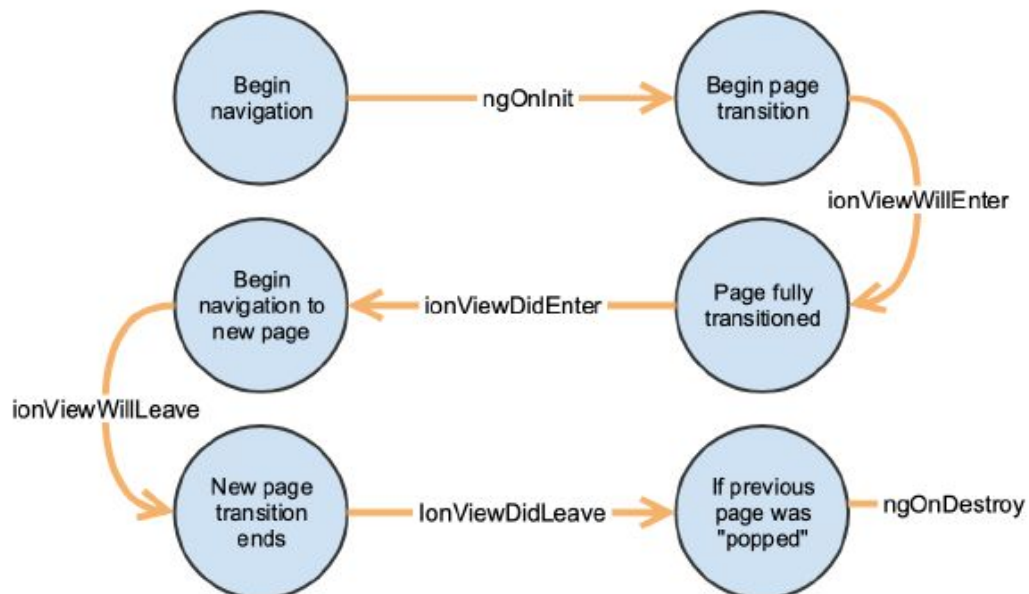 Begin
navigation
ngOnInit
Begin page
transition
ionViewWillEnter
Page fully
transitioned
ionViewDidEnter
Begin
navigation to
new page
ionViewWillLeave
New page
transition
ends
IonViewDidLeave
If previous
page was
"popped"
ngOnDestroy